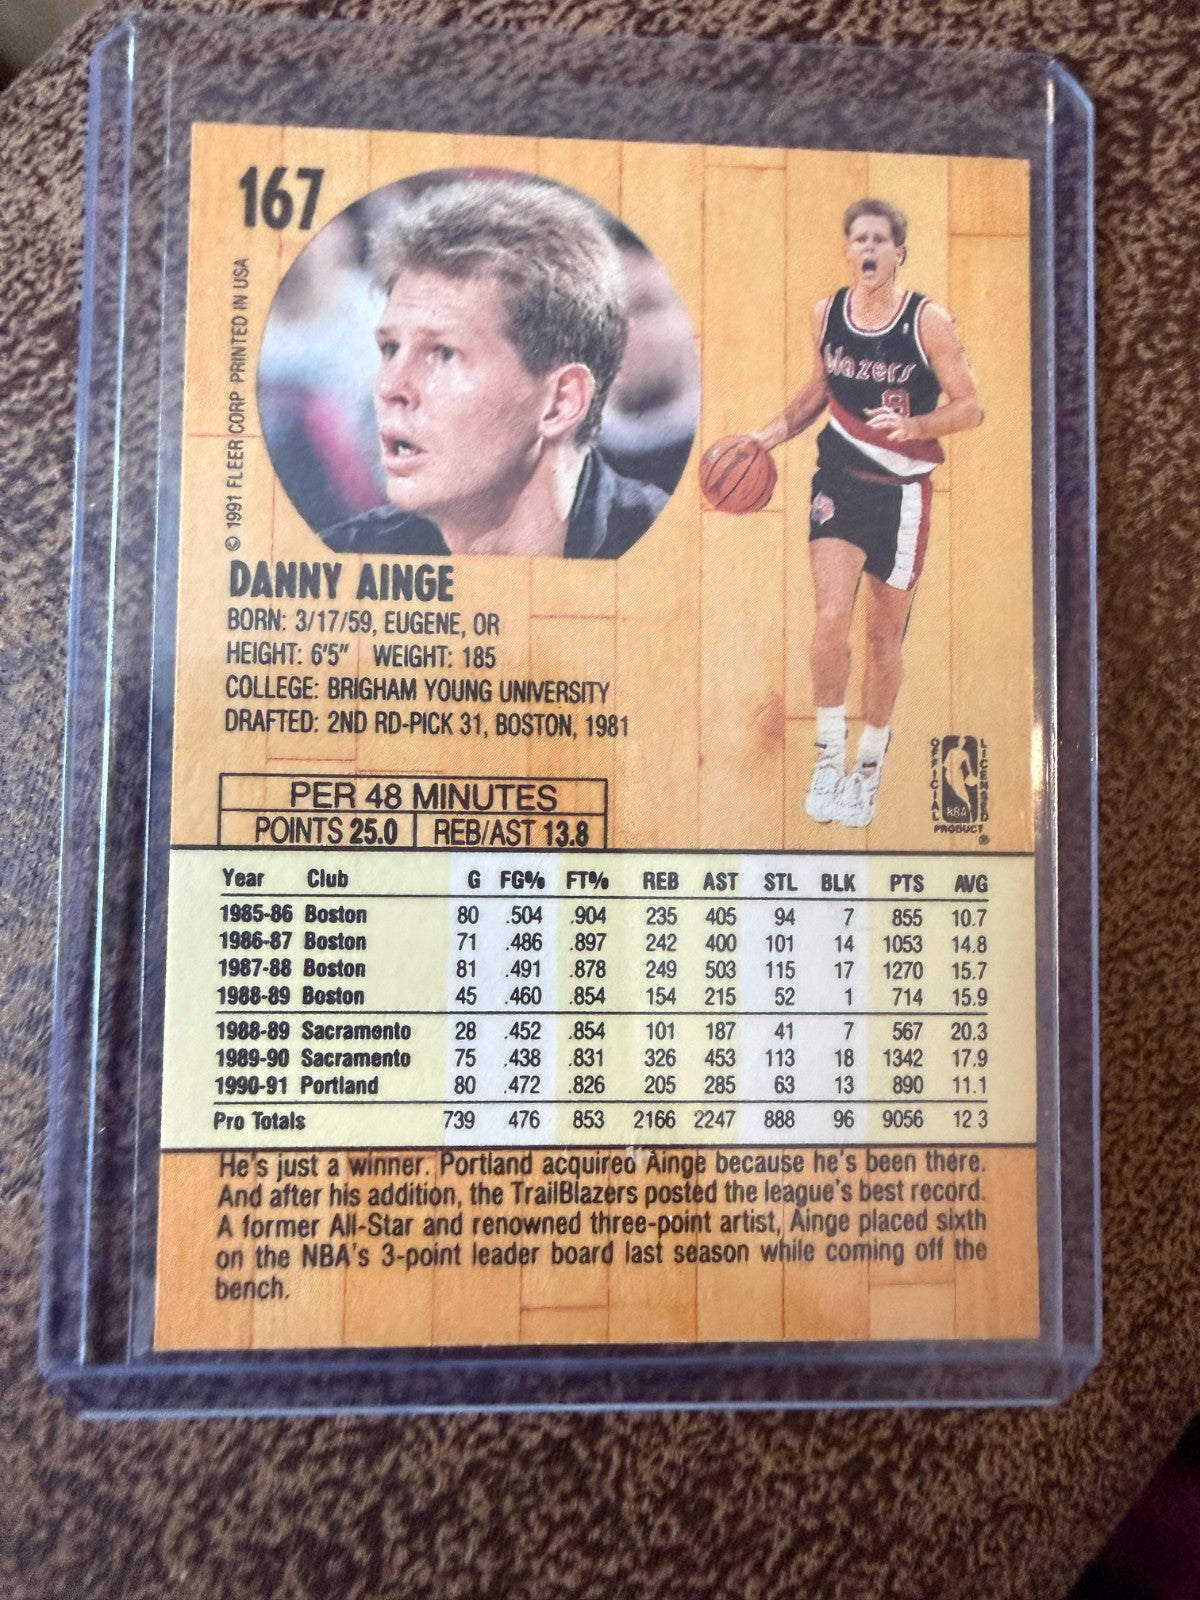 167
© 1991 FLEER CORP PRINTED IN USA
Blazers
9
DANNY AINGE
BORN: 3/17/59, EUGENE, OR
HEIGHT: 6'5" WEIGHT: 185
COLLEGE: BRIGHAM YOUNG UNIVERSITY
DRAFTED: 2ND RD-PICK 31, BOSTON, 1981
OFFICIAL LICENSED
NBA
PRODUCT ®
PER 48 MINUTES
POINTS 25.0 REB/AST 13.8
Year Club G FG% FT% REB AST STL BLK PTS AVG
1985-86 Boston 80 .504 .904 235 405 94 7 855 10.7
1986-87 Boston 71 .486 .897 242 400 101 14 1053 14.8
1987-88 Boston 81 .491 .878 249 503 115 17 1270 15.7
1988-89 Boston 45 .460 .854 154 215 52 1 714 15.9
1988-89 Sacramento 28 .452 .854 101 187 41 7 567 20.3
1989-90 Sacramento 75 .438 .831 326 453 113 18 1342 17.9
1990-91 Portland 80 .472 .826 205 285 63 13 890 11.1
Pro Totals 739 476 853 2166 2247 888 96 9056 12 3
He's just a winner. Portland acquired Ainge because he's been there.
And after his addition, the TrailBlazers posted the league's best record.
A former All-Star and renowned three-point artist, Ainge placed sixth
on the NBA's 3-point leader board last season while coming off the
bench.